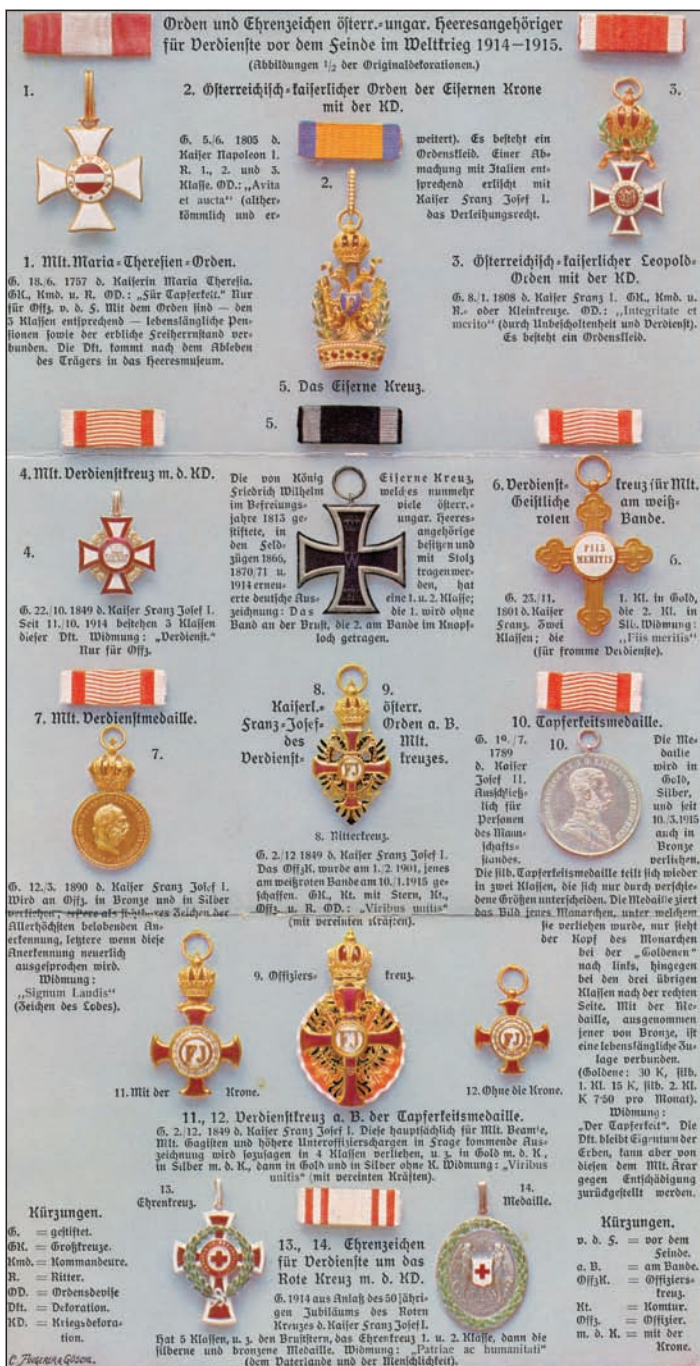 Orden und Ehrenzeichen österr.=ungar. Heeresangehöriger
für Verdienste vor dem Feinde im Weltkrieg 1914–1915.
(Abbildungen 1/2 der Originaldekorationen.)
1.
2. Österreichisch=kaiserlicher Orden der Eisernen Krone
mit der KD.
3.
G. 5./6. 1805 d.
Kaiser Napoleon I.
R. 1., 2. und 3.
Klasse. OD.: „Avita
et aucta“ (alther=
kömmlich und er=
2.
weitert). Es besteht ein
Ordenskleid. Einer Ab=
machung mit Italien ent=
sprechend erlischt mit
Kaiser Franz Josef I.
das Verleihungsrecht.
1. Mlt. Maria=Theresien=Orden.
G. 18./6. 1757 d. Kaiserin Maria Theresia.
GK., Kmd. u. R. OD.: „Für Tapferkeit.“ Nur
für Offz. v. d. F. Mit dem Orden sind — den
3 Klassen entsprechend — lebenslängliche Pen=
sionen sowie der erbliche Freiherrnstand ver=
bunden. Die Dkt. kommt nach dem Ableben
des Trägers in das Heeresmuseum.
3. Österreichisch=kaiserlicher Leopold=
Orden mit der KD.
G. 8./1. 1808 d. Kaiser Franz I. GK., Kmd. u.
R.= oder Kleinkreuze. OD.: „Integritate et
merito“ (durch Unbescholtenheit und Verdienst).
Es besteht ein Ordenskleid.
5. Das Eiserne Kreuz.
5.
4. Mlt. Verdienstkreuz m. d. KD.
4.
G. 22./10. 1849 d. Kaiser Franz Josef I.
Seit 11./10. 1914 bestehen 3 Klassen
dieser Dkt. Widmung: „Verdienst.“
Nur für Offz.
Die von König
Friedrich Wilhelm
im Befreiungs=
jahre 1813 ge=
stiftete, in
den Feld=
zügen 1866,
1870/71 u.
1914 erneu=
erte deutsche Aus=
zeichnung: Das
Eiserne Kreuz,
welches nunmehr
viele österr.=
ungar. Heeres=
angehörige
besitzen und
mit Stolz
tragen wer=
den, hat
eine 1. u. 2. Klasse;
die 1. wird ohne
Band an der Brust, die 2. am Bande im Knopf=
loch getragen.
W
6. Verdienst= kreuz für Mlt.
Geistliche am weiß=
roten Bande.
PIIS
MERITIS
6.
G. 23./11.
1801 d. Kaiser
Franz. Zwei
Klassen; die
1. Kl. in Gold,
die 2. Kl. in
Slb. Widmung:
„Piis meritis“
(für fromme Verdienste).
7. Mlt. Verdienstmedaille.
7.
G. 12./3. 1890 d. Kaiser Franz Josef I.
Wird an Offz. in Bronze und in Silber
verliehen; erstere als sichtbares Zeichen der
Allerhöchsten belobenden An=
erkennung, letztere wenn diese
Anerkennung neuerlich
ausgesprochen wird.
Widmung:
„Signum Laudis“
(Zeichen des Lobes).
8. 9.
Kaiserl.= österr.
Franz=Josef= Orden a. B.
des Mlt.
Verdienst= kreuzes.
FJ
8. Ritterkreuz.
G. 2./12 1849 d. Kaiser Franz Josef I.
Das OffzK. wurde am 1./2. 1901, jenes
am weißroten Bande am 10./1.1915 ge=
schaffen. GK., Kt. mit Stern, Kt.,
Offz. u. R. OD.: „Viribus unitis“
(mit vereinten Kräften).
10. Tapferkeitsmedaille.
G. 19./7.
1789
d. Kaiser
Josef II.
Ausschließ=
lich für
Personen
des Mann=
schafts=
standes.
10.
Die Me=
daille
wird in
Gold,
Silber,
und seit
10./3.1915
auch in
Bronze
verliehen.
Die silb. Tapferkeitsmedaille teilt sich wieder
in zwei Klassen, die sich nur durch verschie=
dene Größen unterscheiden. Die Medaille ziert
das Bild jenes Monarchen, unter welchem
sie verliehen wurde, nur sieht
der Kopf des Monarchen
bei der „Goldenen“
nach links, hingegen
bei den drei übrigen
Klassen nach der rechten
Seite. Mit der Me=
daille, ausgenommen
jener von Bronze, ist
eine lebenslängliche Zu=
lage verbunden.
(Goldene: 30 K, silb.
1. Kl. 15 K, silb. 2. Kl.
K 7·50 pro Monat).
Widmung:
„Der Tapferkeit“. Die
Dkt. bleibt Eigentum der
Erben, kann aber von
diesen dem Mlt. Ärar
gegen Entschädigung
zurückgestellt werden.
9. Offiziers= kreuz.
FJ
FJ
FJ
11. Mit der Krone.
12. Ohne die Krone.
11., 12. Verdienstkreuz a. B. der Tapferkeitsmedaille.
G. 2./12. 1849 d. Kaiser Franz Josef I. Diese hauptsächlich für Mlt. Beamte,
Mlt. Gagisten und höhere Unteroffizierschargen in Frage kommende Aus=
zeichnung wird sozusagen in 4 Klassen verliehen, u. z. in Gold m. d. K.,
in Silber m. d. K., dann in Gold und in Silber ohne K. Widmung: „Viribus
unitis“ (mit vereinten Kräften).
13.
Ehrenkreuz.
14.
Medaille.
13., 14. Ehrenzeichen
für Verdienste um das
Rote Kreuz m. d. KD.
G. 1914 aus Anlaß des 50jähri=
gen Jubiläums des Roten
Kreuzes d. Kaiser Franz Josef I.
Hat 5 Klassen, u. z. den Bruststern, das Ehrenkreuz 1. u. 2. Klasse, dann die
silberne und bronzene Medaille. Widmung: „Patriae ac humanitati“
(dem Vaterlande und der Menschlichkeit).
Kürzungen.
G. = gestiftet.
GK. = Großkreuze.
Kmd. = Kommandeure.
R. = Ritter.
OD. = Ordensdevise
Dkt. = Dekoration.
KD. = Kriegsdekora=
tion.
Kürzungen.
v. d. F. = vor dem
Feinde.
a. B. = am Bande.
OffzK. = Offiziers=
kreuz.
Kt. = Komtur.
Offz. = Offizier.
m. d. K. = mit der
Krone.